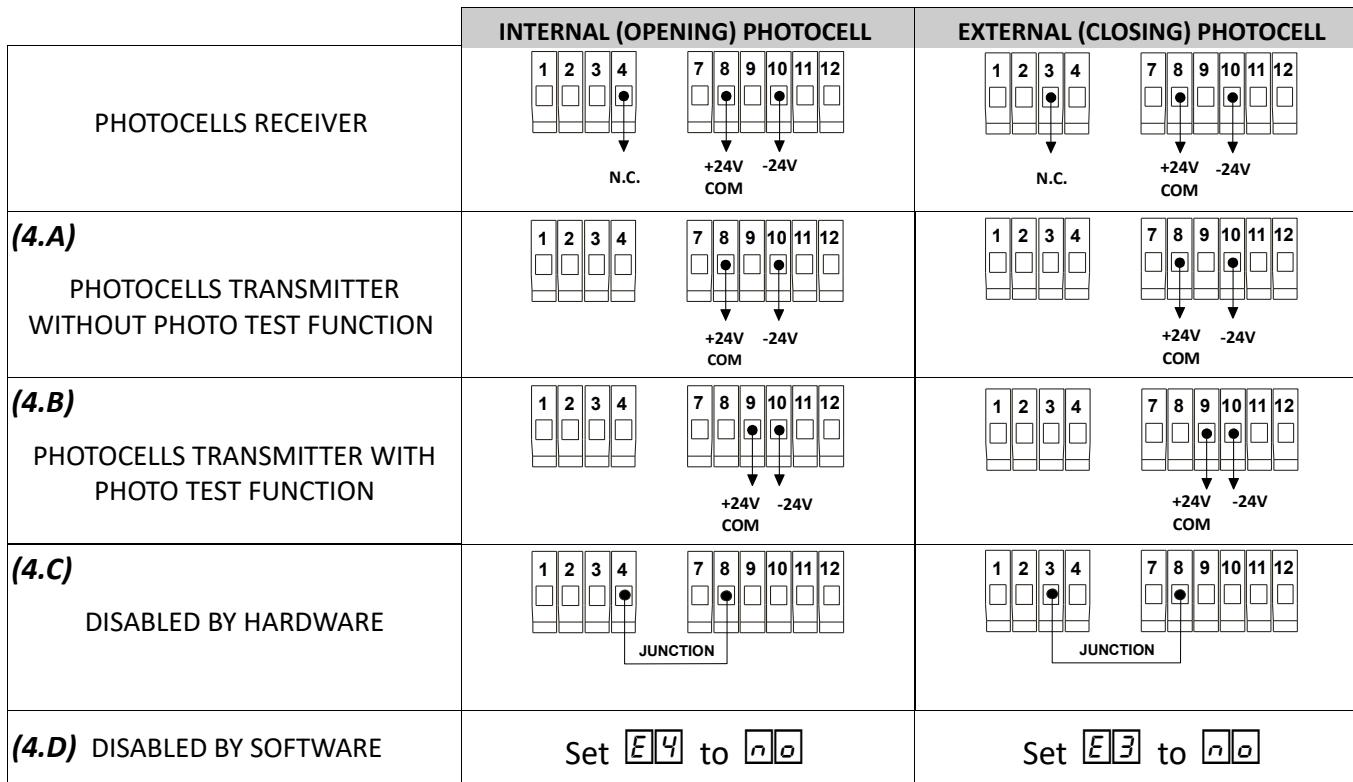 INTERNAL (OPENING) PHOTOCELL
EXTERNAL (CLOSING) PHOTOCELL
PHOTOCELLS RECEIVER
1 2 3 4
7 8 9 10 11 12
N.C.
+24V -24V
COM
1 2 3 4
7 8 9 10 11 12
N.C.
+24V -24V
COM
(4.A)
PHOTOCELLS TRANSMITTER
WITHOUT PHOTO TEST FUNCTION
1 2 3 4
7 8 9 10 11 12
+24V -24V
COM
1 2 3 4
7 8 9 10 11 12
+24V -24V
COM
(4.B)
PHOTOCELLS TRANSMITTER WITH
PHOTO TEST FUNCTION
1 2 3 4
7 8 9 10 11 12
+24V -24V
COM
1 2 3 4
7 8 9 10 11 12
+24V -24V
COM
(4.C)
DISABLED BY HARDWARE
1 2 3 4
7 8 9 10 11 12
JUNCTION
1 2 3 4
7 8 9 10 11 12
JUNCTION
(4.D) DISABLED BY SOFTWARE
Set E4 to no
Set E3 to no